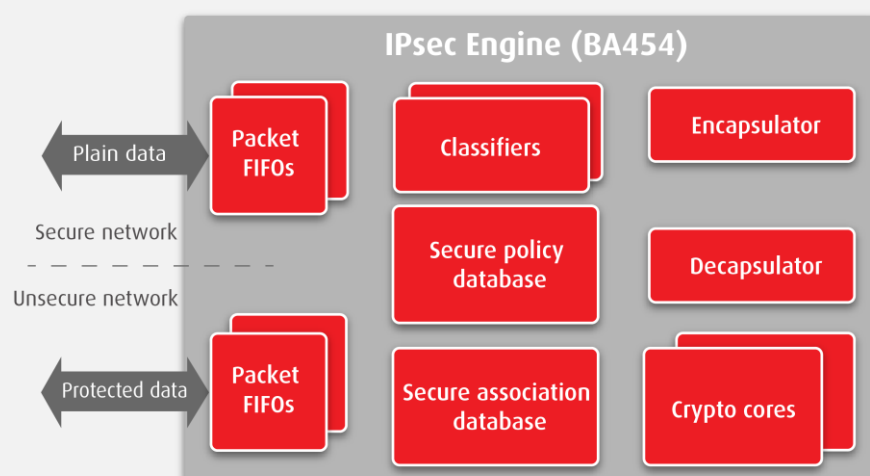 IPsec Engine (BA454)
Plain data
Packet
FIFOs
Classifiers
Encapsulator
Secure network
Unsecure network
Secure policy
database
Decapsulator
Protected data
Packet
FIFOs
Secure association
database
Crypto cores